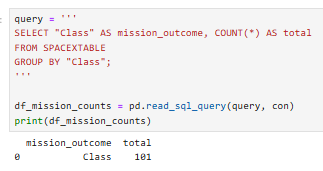 query = '''
SELECT "Class" AS mission_outcome, COUNT(*) AS total
FROM SPACEXTABLE
GROUP BY "Class";
'''
df_mission_counts = pd.read_sql_query(query, con)
print(df_mission_counts)
mission_outcome total
0 Class 101